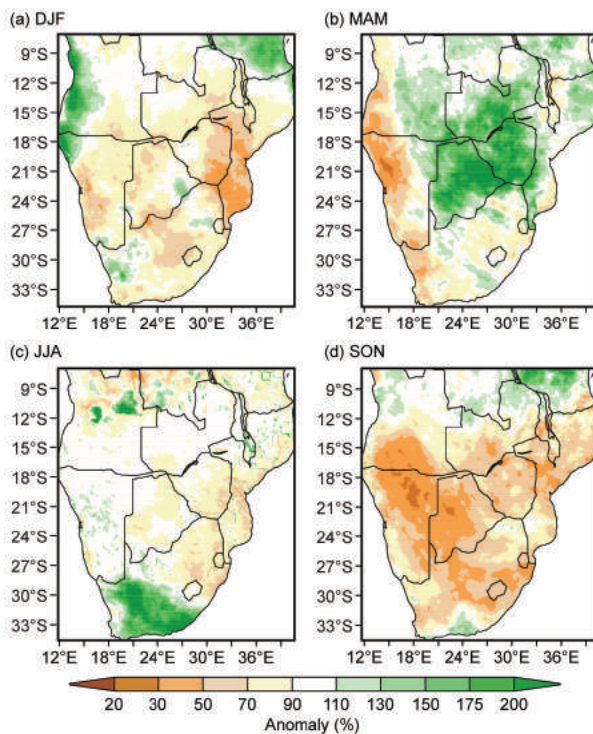 (a) DJF
(b) MAM
9°S
9°S
12°S
12°S
15°S
15°S
18°S
18°S
21°S
21°S
24°S
24°S
27°S
27°S
30°S
30°S
33°S
33°S
12°E 18°E 24°E 30°E 36°E
12°E 18°E 24°E 30°E 36°E
(c) JJA
(d) SON
9°S
9°S
12°S
12°S
15°S
15°S
18°S
18°S
21°S
21°S
24°S
24°S
27°S
27°S
30°S
30°S
33°S
33°S
12°E 18°E 24°E 30°E 36°E
12°E 18°E 24°E 30°E 36°E
20 30 50 70 90 110 130 150 175 200
Anomaly (%)